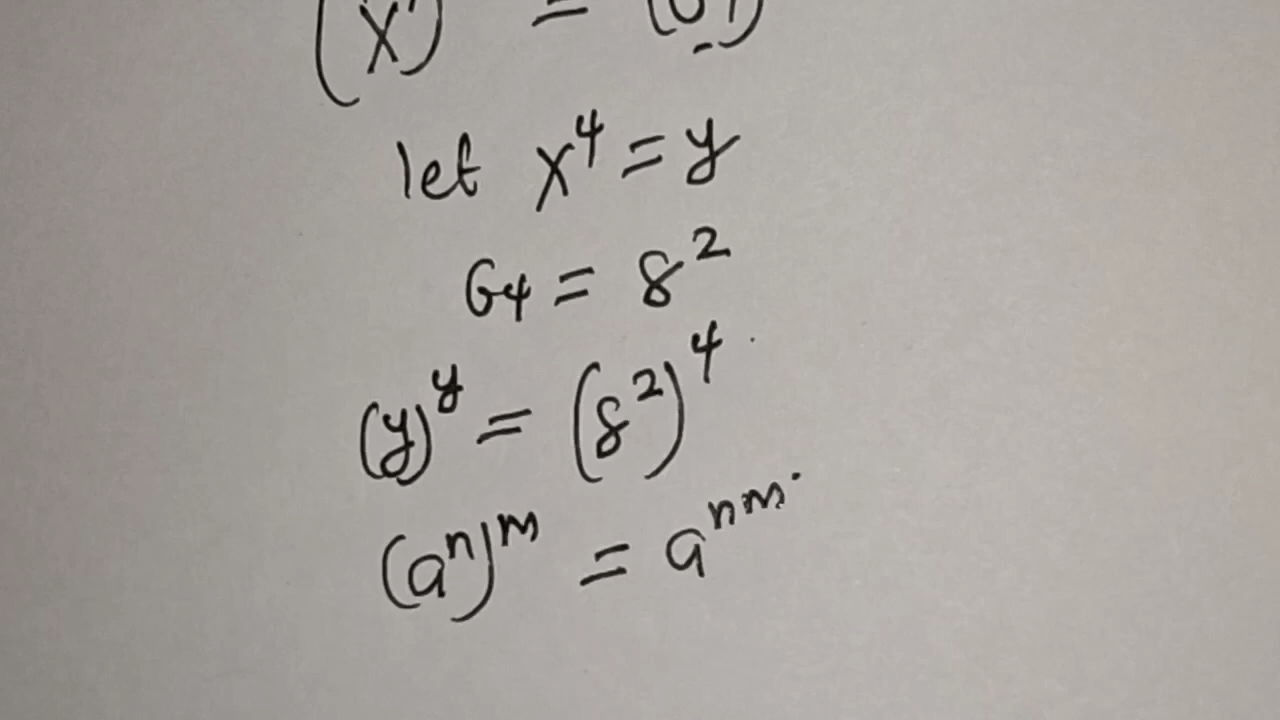 let x⁴ = y
64 = 8²
(y)ʸ = (8²)⁴
(aⁿ)ᵐ = aⁿᵐ